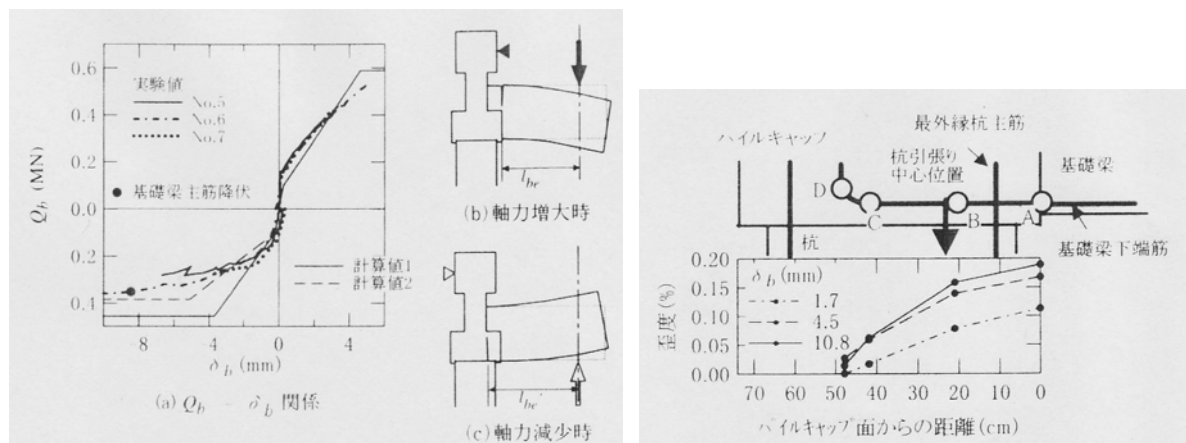 Q_b (MN)
0.6
0.4
0.2
0.0
0.2
0.4
実験値
No.5
No.6
No.7
基礎梁主筋降伏
計算値1
計算値2
8
4
0
4
δ_b (mm)
(a) Q_b － δ_b 関係
l_be
(b)軸力増大時
l_be'
(c)軸力減少時
パイルキャップ
最外縁杭主筋
杭引張り
中心位置
基礎梁
D
C
B
A
杭
基礎梁下端筋
歪度(%)
0.20
0.15
0.10
0.05
0.00
δ_b (mm)
1.7
4.5
10.8
70
60
50
40
30
20
10
0
パイルキャップ面からの距離(cm)